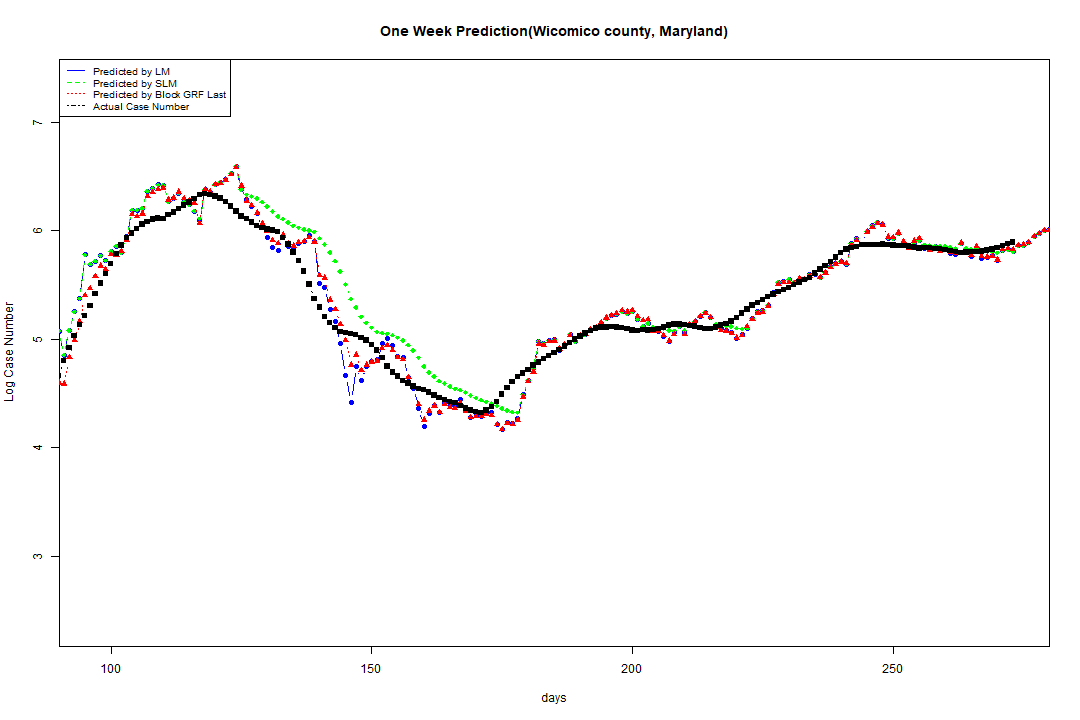 One Week Prediction(Wicomico county, Maryland)
Predicted by LM
Predicted by SLM
Predicted by Block GRF Last
Actual Case Number
Log Case Number
7
6
5
4
3
100 150 200 250
days